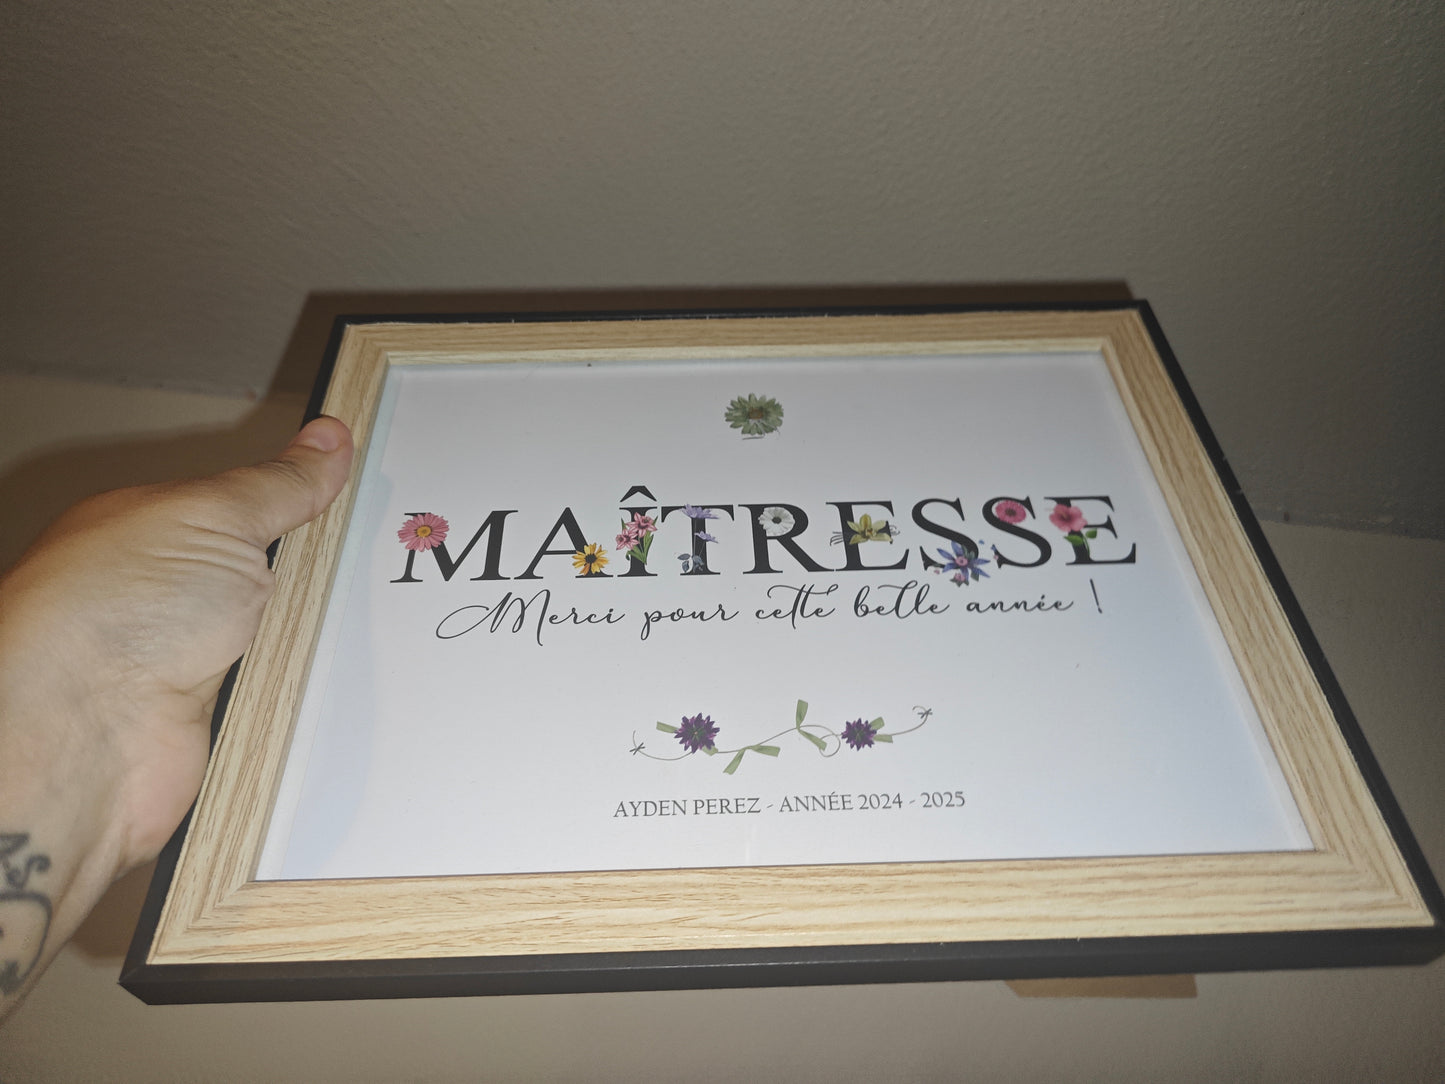 MAÎTRESSE
Merci pour cette belle année !
AYDEN PEREZ - ANNÉE 2024 - 2025